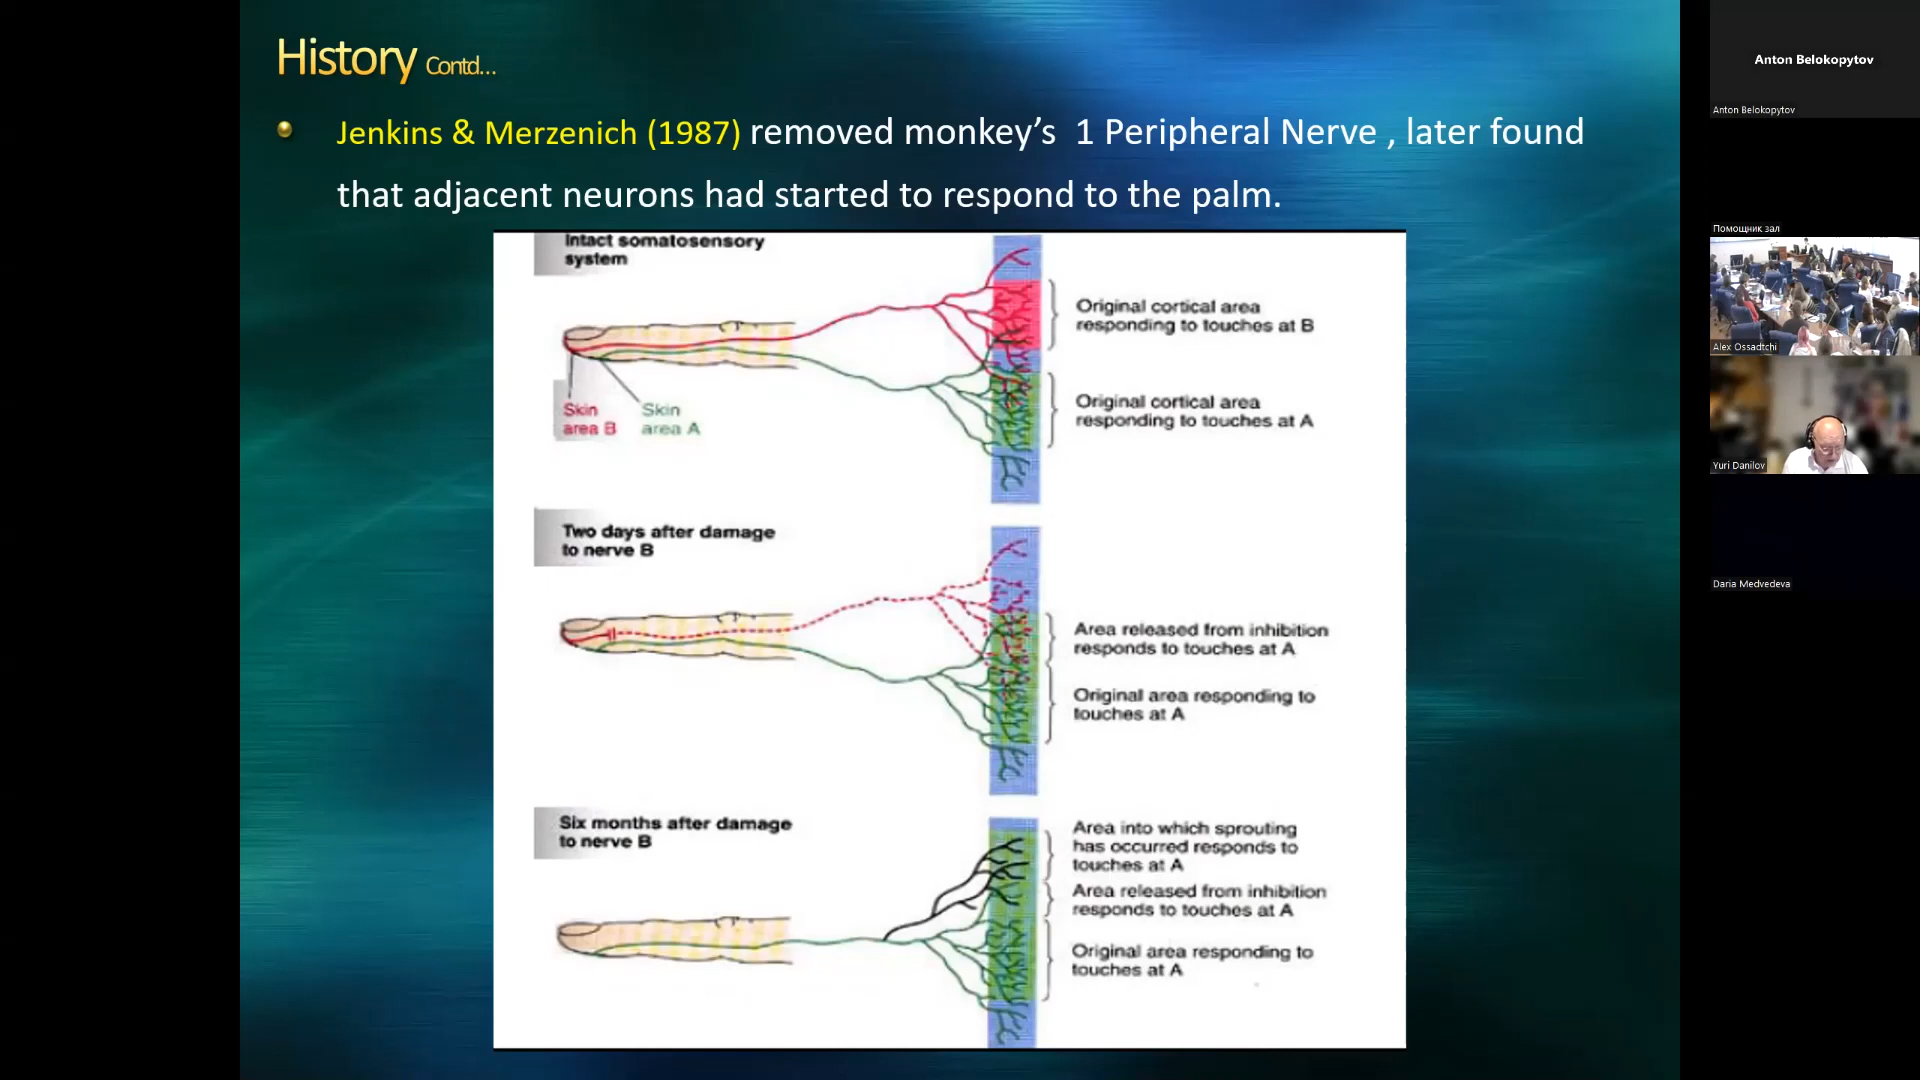 History Contd...
Jenkins & Merzenich (1987) removed monkey’s 1 Peripheral Nerve , later found
that adjacent neurons had started to respond to the palm.
Intact somatosensory
system
Original cortical area
responding to touches at B
Skin
area B
Skin
area A
Original cortical area
responding to touches at A
Two days after damage
to nerve B
Area released from inhibition
responds to touches at A
Original area responding to
touches at A
Six months after damage
to nerve B
Area into which sprouting
has occurred responds to
touches at A
Area released from inhibition
responds to touches at A
Original area responding to
touches at A
Anton Belokopytov
Anton Belokopytov
Помощник зал
Alex Ossadtchi
Yuri Danilov
Daria Medvedeva